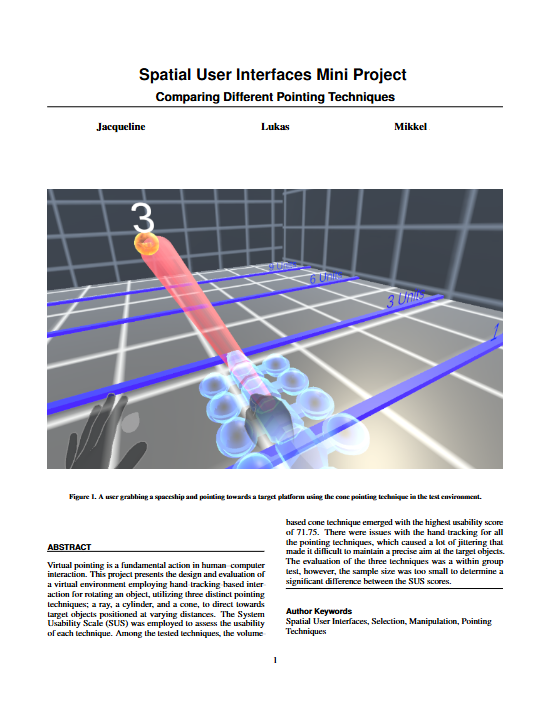 Spatial User Interfaces Mini Project
Comparing Different Pointing Techniques
Jacqueline Lukas Mikkel
3
9 Units
6 Units
3 Units
1
Figure 1. A user grabbing a spaceship and pointing towards a target platform using the cone pointing technique in the test environment.
ABSTRACT
Virtual pointing is a fundamental action in human–computer
interaction. This project presents the design and evaluation of
a virtual environment employing hand-tracking based inter-
action for rotating an object, utilizing three distinct pointing
techniques; a ray, a cylinder, and a cone, to direct towards
target objects positioned at varying distances. The System
Usability Scale (SUS) was employed to assess the usability
of each technique. Among the tested techniques, the volume-
based cone technique emerged with the highest usability score
of 71.75. There were issues with the hand tracking for all
the pointing techniques, which caused a lot of jittering that
made it difficult to maintain a precise aim at the target objects.
The evaluation of the three techniques was a within group
test, however, the sample size was too small to determine a
significant difference between the SUS scores.
Author Keywords
Spatial User Interfaces, Selection, Manipulation, Pointing
Techniques
1